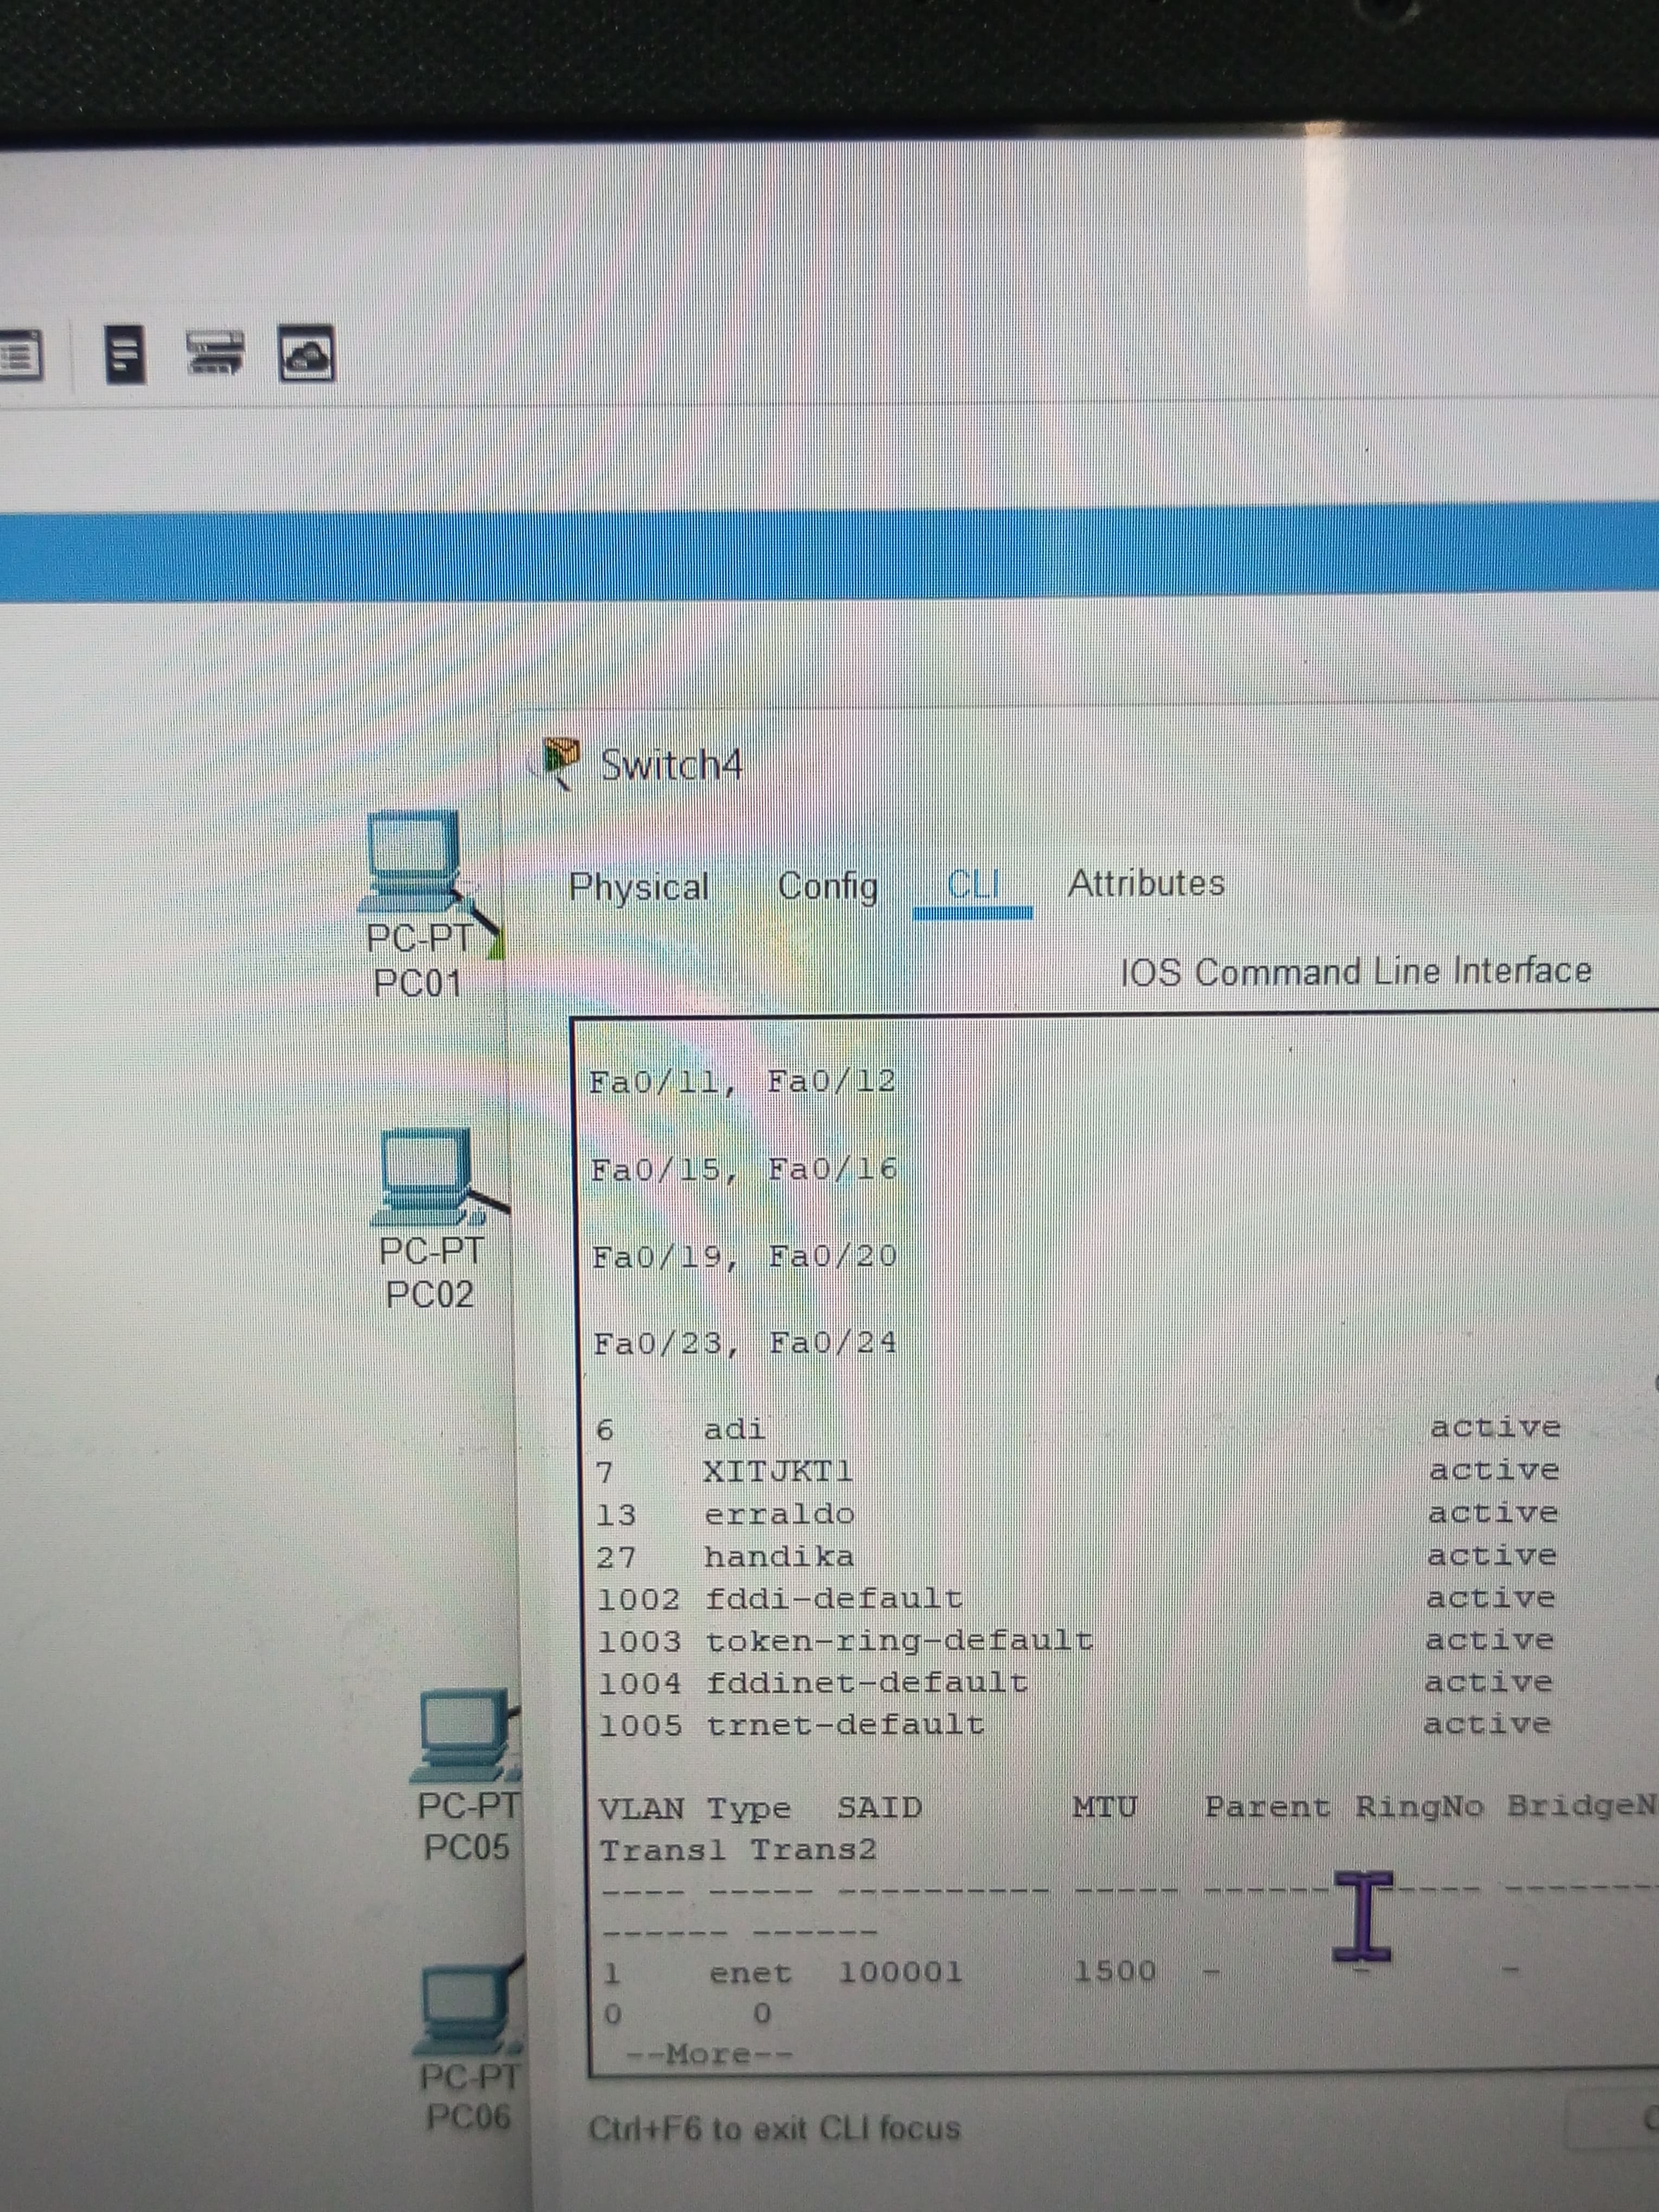 Switch4
Physical Config CLI Attributes
PC-PT
PC01
IOS Command Line Interface
Fa0/11, Fa0/12
Fa0/15, Fa0/16
PC-PT
PC02
Fa0/19, Fa0/20
Fa0/23, Fa0/24
6 adi active
7 XITJKT1 active
13 erraldo active
27 handika active
1002 fddi-default active
1003 token-ring-default active
1004 fddinet-default active
1005 trnet-default active
PC-PT
PC05
VLAN Type SAID MTU Parent RingNo BridgeN
Trans1 Trans2
---- ----- ---------- ----- ------ ------ --------
------ ------
1 enet 100001 1500 - - -
0 0
--More--
PC-PT
PC06
Ctrl+F6 to exit CLI focus